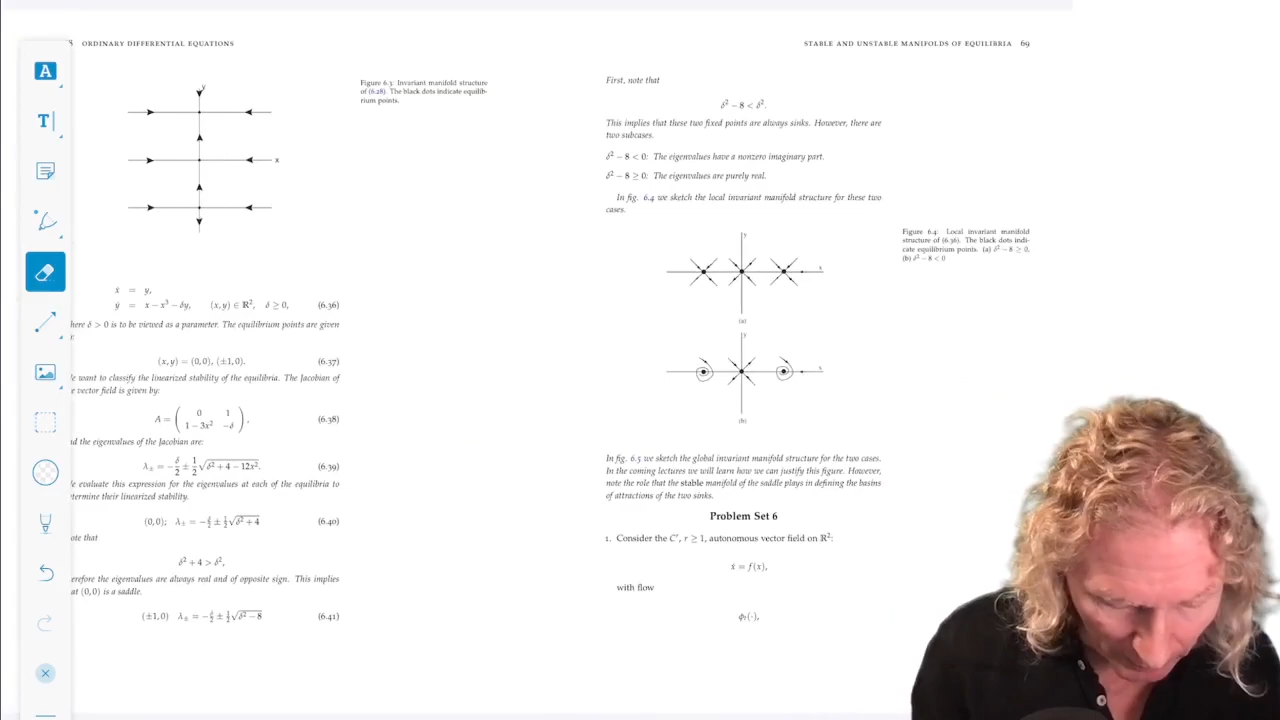 8 ORDINARY DIFFERENTIAL EQUATIONS
y
x
Figure 6.3: Invariant manifold structure
of (6.28). The black dots indicate equilib-
rium points.
ẋ = y,
ẏ = x − x³ − δy, (x, y) ∈ ℝ², δ ≥ 0, (6.36)
here δ > 0 is to be viewed as a parameter. The equilibrium points are given
(x, y) = (0, 0), (±1, 0). (6.37)
e want to classify the linearized stability of the equilibria. The Jacobian of
e vector field is given by:
A = ( 0 1
1 − 3x² −δ ), (6.38)
nd the eigenvalues of the Jacobian are:
λ± = −δ/2 ± 1/2 √(δ² + 4 − 12x²). (6.39)
e evaluate this expression for the eigenvalues at each of the equilibria to
termine their linearized stability.
(0, 0); λ± = −δ/2 ± 1/2 √(δ² + 4) (6.40)
ote that
δ² + 4 > δ²,
erefore the eigenvalues are always real and of opposite sign. This implies
at (0, 0) is a saddle.
(±1, 0) λ± = −δ/2 ± 1/2 √(δ² − 8) (6.41)
STABLE AND UNSTABLE MANIFOLDS OF EQUILIBRIA 69
First, note that
δ² − 8 < δ².
This implies that these two fixed points are always sinks. However, there are
two subcases.
δ² − 8 < 0: The eigenvalues have a nonzero imaginary part.
δ² − 8 ≥ 0: The eigenvalues are purely real.
In fig. 6.4 we sketch the local invariant manifold structure for these two
cases.
Figure 6.4: Local invariant manifold
structure of (6.36). The black dots indi-
cate equilibrium points. (a) δ² − 8 ≥ 0,
(b) δ² − 8 < 0
y
x
(a)
y
x
(b)
In fig. 6.5 we sketch the global invariant manifold structure for the two cases.
In the coming lectures we will learn how we can justify this figure. However,
note the role that the stable manifold of the saddle plays in defining the basins
of attractions of the two sinks.
Problem Set 6
1. Consider the Cʳ, r ≥ 1, autonomous vector field on ℝ²:
ẋ = f(x),
with flow
ϕₜ(·),
A
T